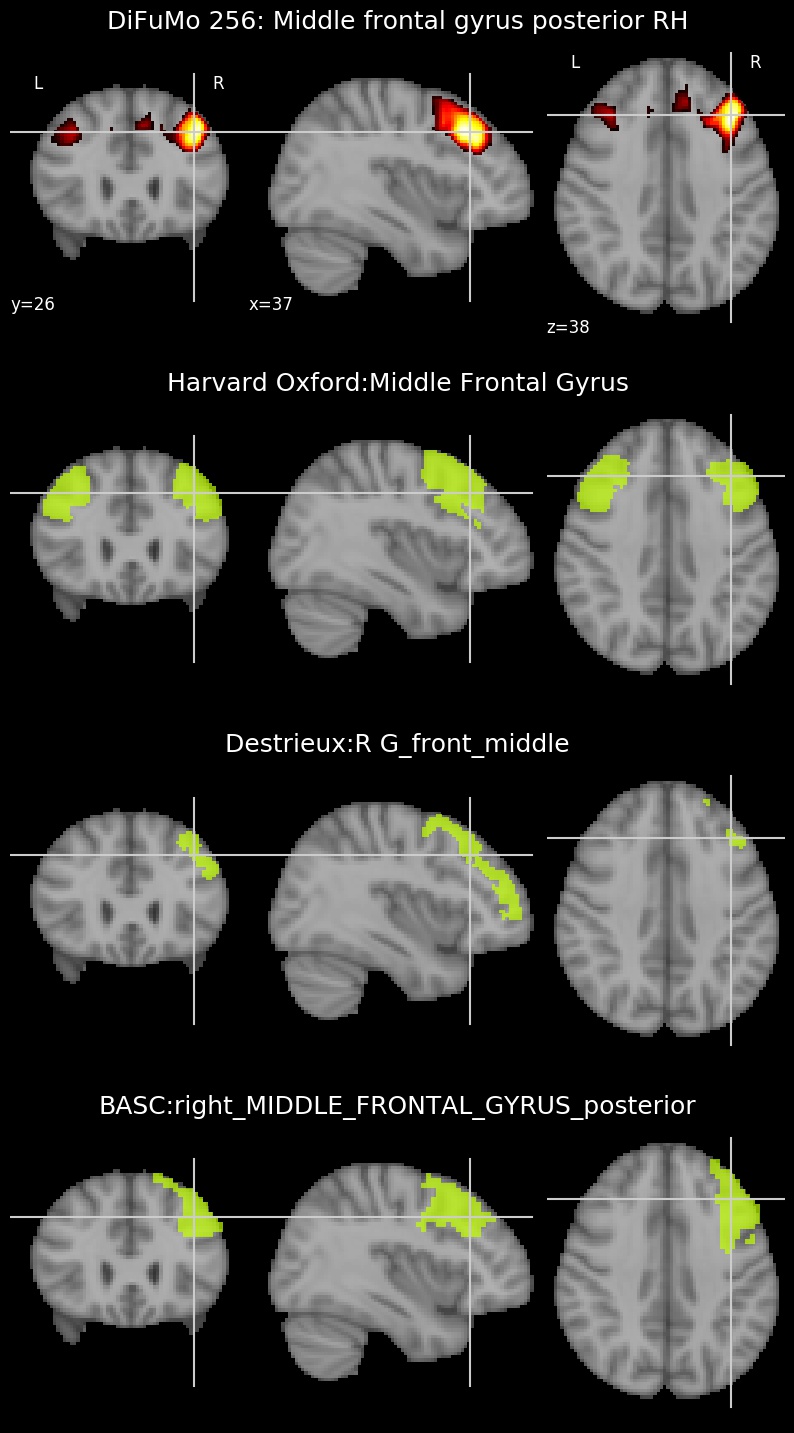 DiFuMo 256: Middle frontal gyrus posterior RH
L R L R
y=26 x=37 z=38
Harvard Oxford:Middle Frontal Gyrus
Destrieux:R G_front_middle
BASC:right_MIDDLE_FRONTAL_GYRUS_posterior